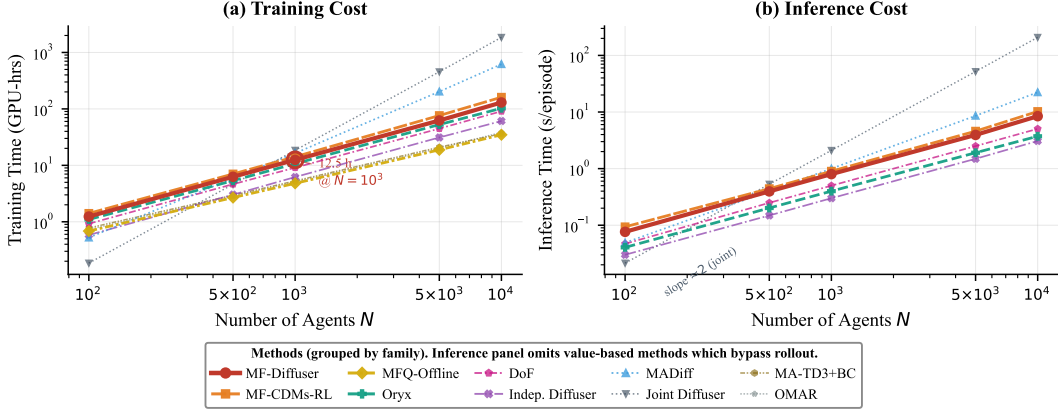 (a) Training Cost
Training Time (GPU-hrs)
10³
10²
10¹
10⁰
12.5 h
@ N = 10³
10²
5×10²
10³
5×10³
10⁴
Number of Agents N
(b) Inference Cost
Inference Time (s/episode)
10²
10¹
10⁰
10⁻¹
slope≈2 (joint)
10²
5×10²
10³
5×10³
10⁴
Number of Agents N
Methods (grouped by family). Inference panel omits value-based methods which bypass rollout.
MF-Diffuser MFQ-Offline DoF MADiff MA-TD3+BC
MF-CDMs-RL Oryx Indep. Diffuser Joint Diffuser OMAR